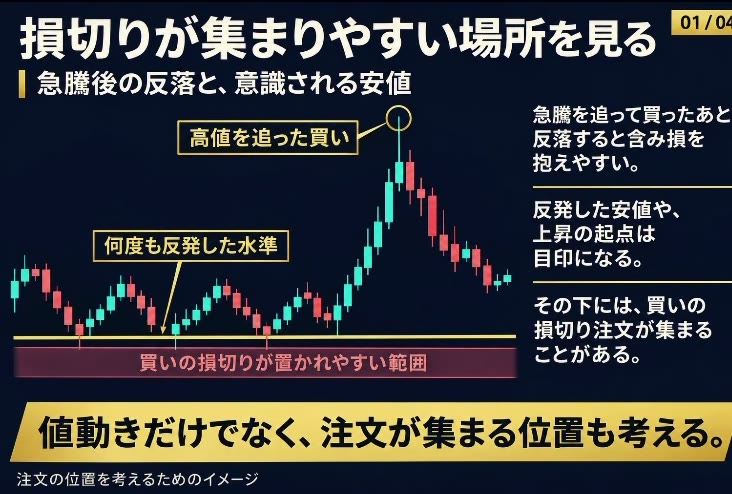 損切りが集まりやすい場所を見る
01 / 04
急騰後の反落と、意識される安値
高値を追った買い
何度も反発した水準
買いの損切りが置かれやすい範囲
急騰を追って買ったあと
反落すると含み損を
抱えやすい。
反発した安値や、
上昇の起点は
目印になる。
その下には、買いの
損切り注文が集まる
ことがある。
値動きだけでなく、注文が集まる位置も考える。
注文の位置を考えるためのイメージ